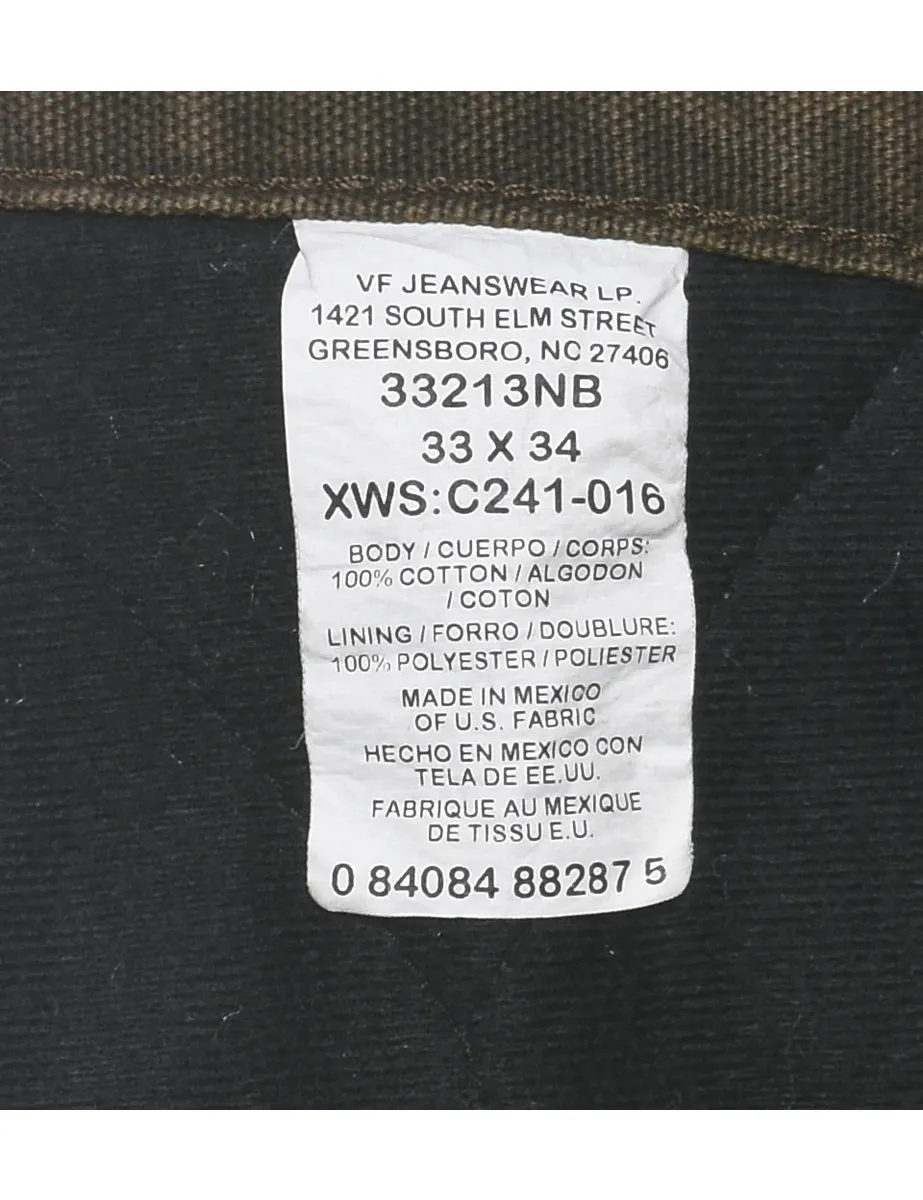 VF JEANSWEAR LP.
1421 SOUTH ELM STREET
GREENSBORO, NC 27406
33213NB
33 X 34
XWS:C241-016
BODY / CUERPO / CORPS:
100% COTTON / ALGODON
/ COTON
LINING / FORRO / DOUBLURE:
100% POLYESTER / POLIESTER
MADE IN MEXICO
OF U.S. FABRIC
HECHO EN MEXICO CON
TELA DE EE.UU.
FABRIQUE AU MEXIQUE
DE TISSU E.U.
0 84084 88287 5